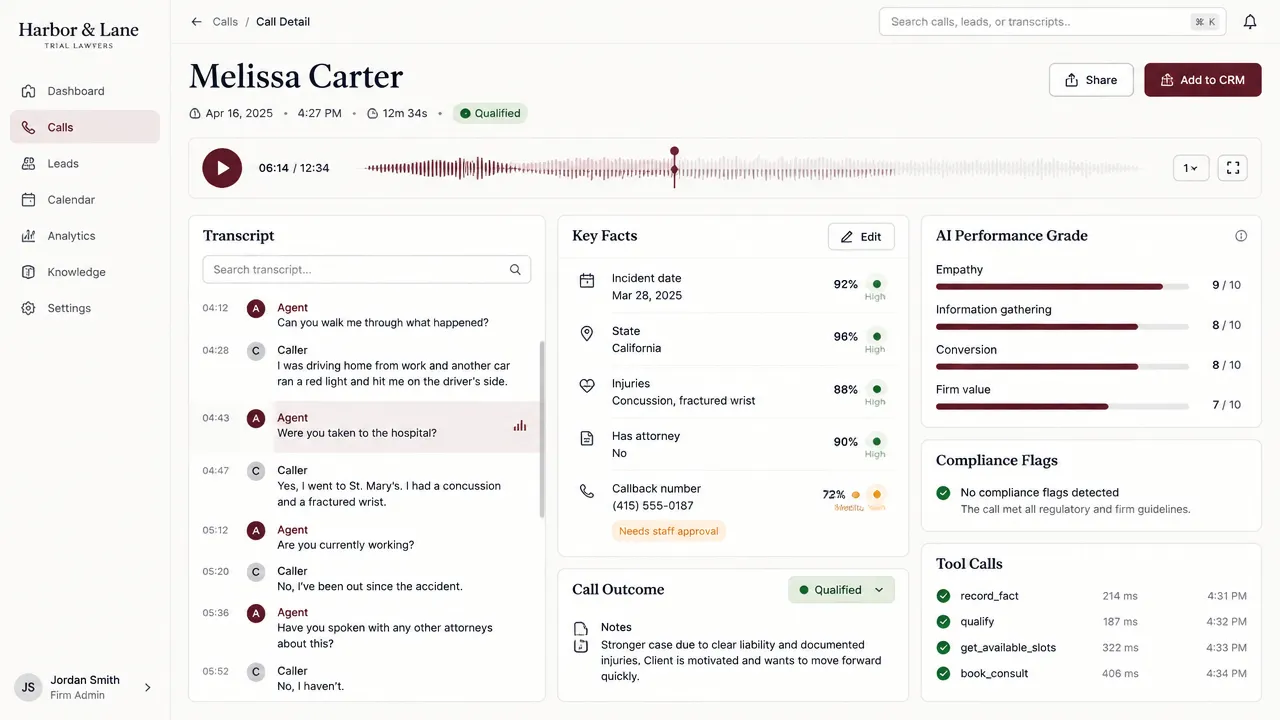 Harbor & Lane
TRIAL LAWYERS
Dashboard
Calls
Leads
Calendar
Analytics
Knowledge
Settings
JS
Jordan Smith
Firm Admin
Calls / Call Detail
Search calls, leads, or transcripts..
⌘ K
Melissa Carter
Apr 16, 2025 • 4:27 PM • 12m 34s • Qualified
Share
Add to CRM
06:14 / 12:34
1
Transcript
Search transcript...
04:12 A Agent
Can you walk me through what happened?
04:28 C Caller
I was driving home from work and another car
ran a red light and hit me on the driver's side.
04:43 A Agent
Were you taken to the hospital?
04:47 C Caller
Yes, I went to St. Mary's. I had a concussion
and a fractured wrist.
05:12 A Agent
Are you currently working?
05:20 C Caller
No, I've been out since the accident.
05:36 A Agent
Have you spoken with any other attorneys
about this?
05:52 C Caller
No, I haven't.
Key Facts
Edit
Incident date
Mar 28, 2025
92%
High
State
California
96%
High
Injuries
Concussion, fractured wrist
88%
High
Has attorney
No
90%
High
Callback number
(415) 555-0187
72%
Needs staff approval
Call Outcome
Qualified
Notes
Stronger case due to clear liability and documented
injuries. Client is motivated and wants to move forward
quickly.
AI Performance Grade
Empathy
9 / 10
Information gathering
8 / 10
Conversion
8 / 10
Firm value
7 / 10
Compliance Flags
No compliance flags detected
The call met all regulatory and firm guidelines.
Tool Calls
record_fact 214 ms 4:31 PM
qualify 187 ms 4:32 PM
get_available_slots 322 ms 4:33 PM
book_consult 406 ms 4:34 PM